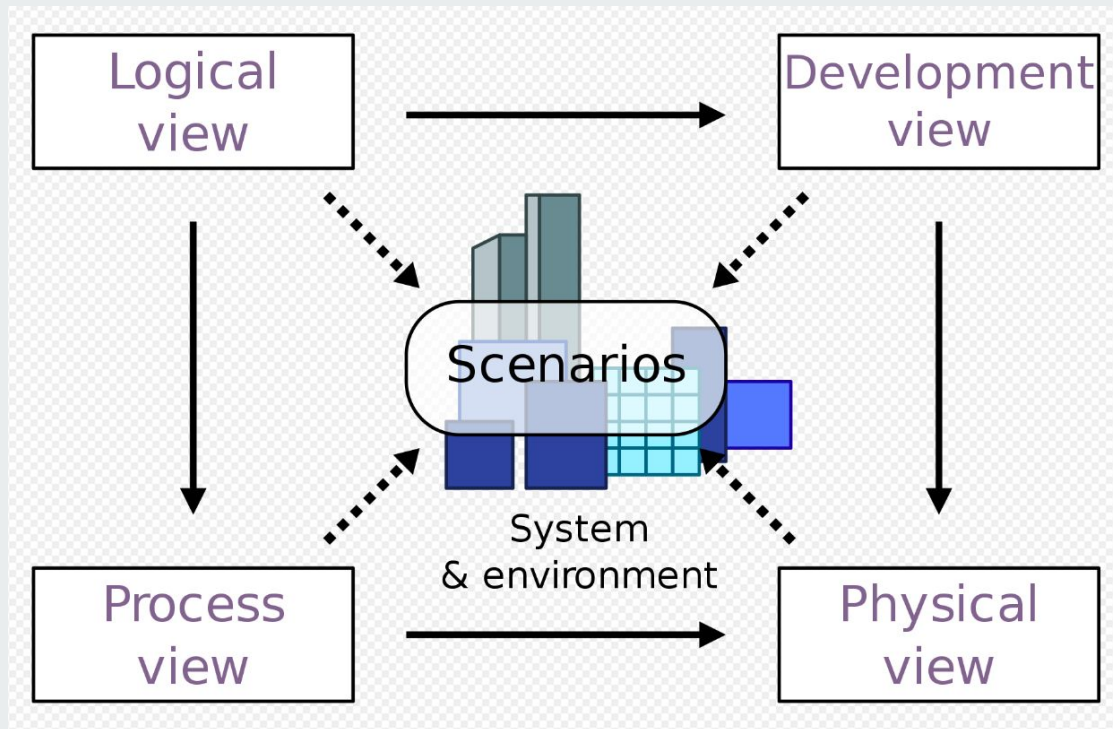 Logical
view
Development
view
Scenarios
System
& environment
Process
view
Physical
view